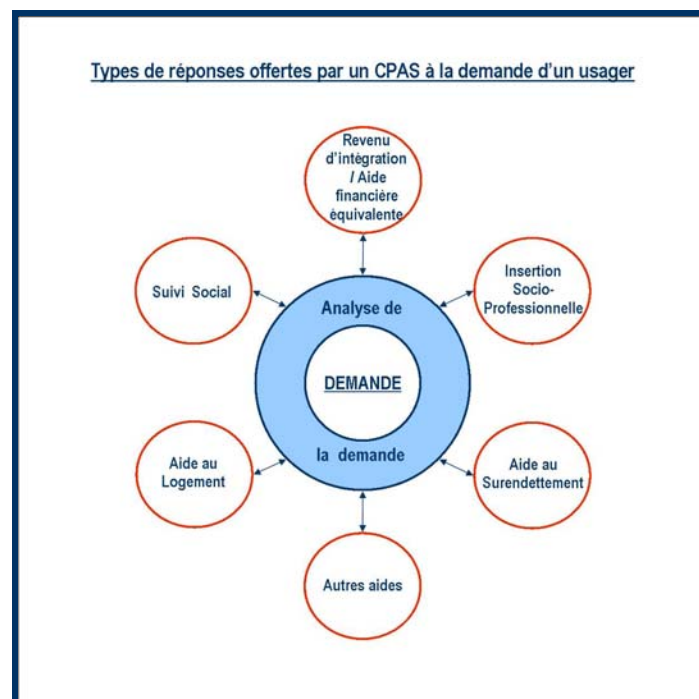 Types de réponses offertes par un CPAS à la demande d'un usager
Revenu
d'intégration
/ Aide
financière
équivalente
Suivi Social
Insertion
Socio-
Professionnelle
Analyse de
DEMANDE
la demande
Aide au
Logement
Aide au
Surendettement
Autres aides